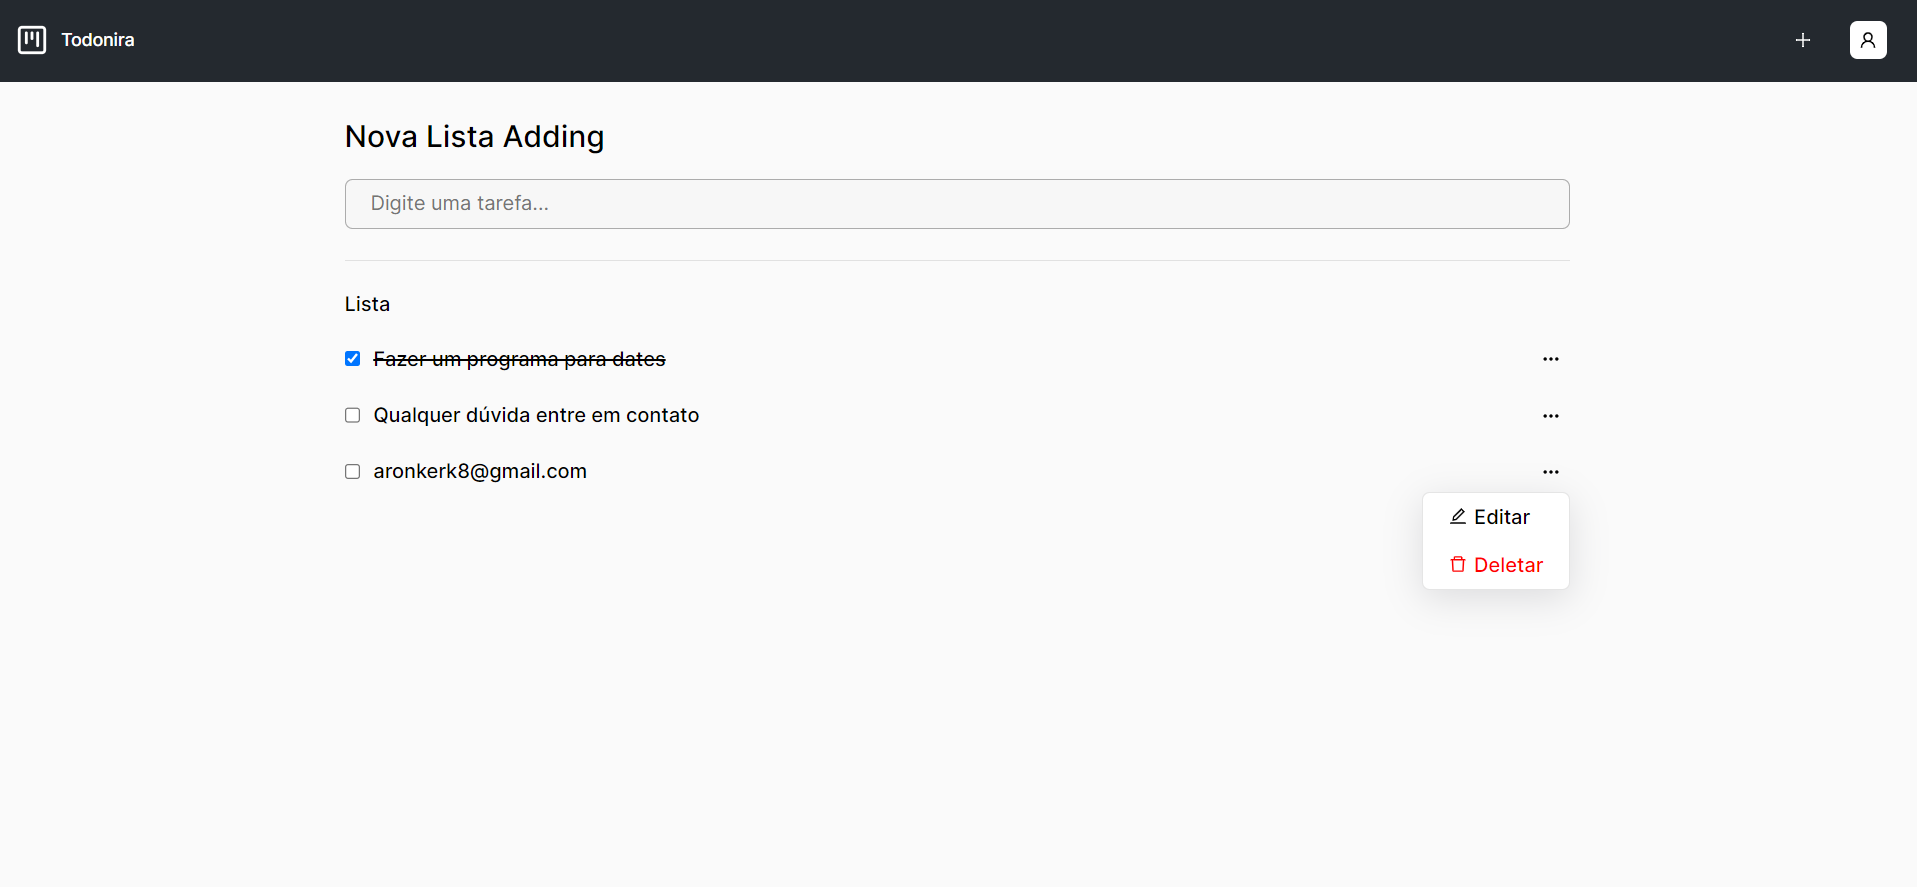 Todonira
Nova Lista Adding
Digite uma tarefa...
Lista
Fazer um programa para dates
Qualquer dúvida entre em contato
aronkerk8@gmail.com
Editar
Deletar